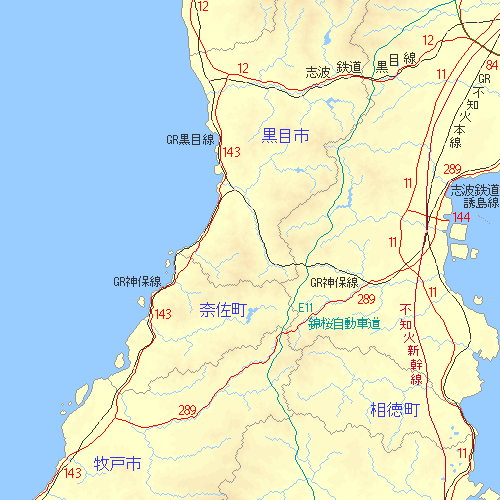 12
12
志波 鉄道 黒目線
12
11
84
GR不知火本線
GR黒目線
143
黒目市
289
11
志波鉄道
誘島線
144
11
GR神保線
GR神保線
11
143
奈佐町
E11
289
錦桜自動車道
不知火新幹線
289
相徳町
牧戸市
143
11